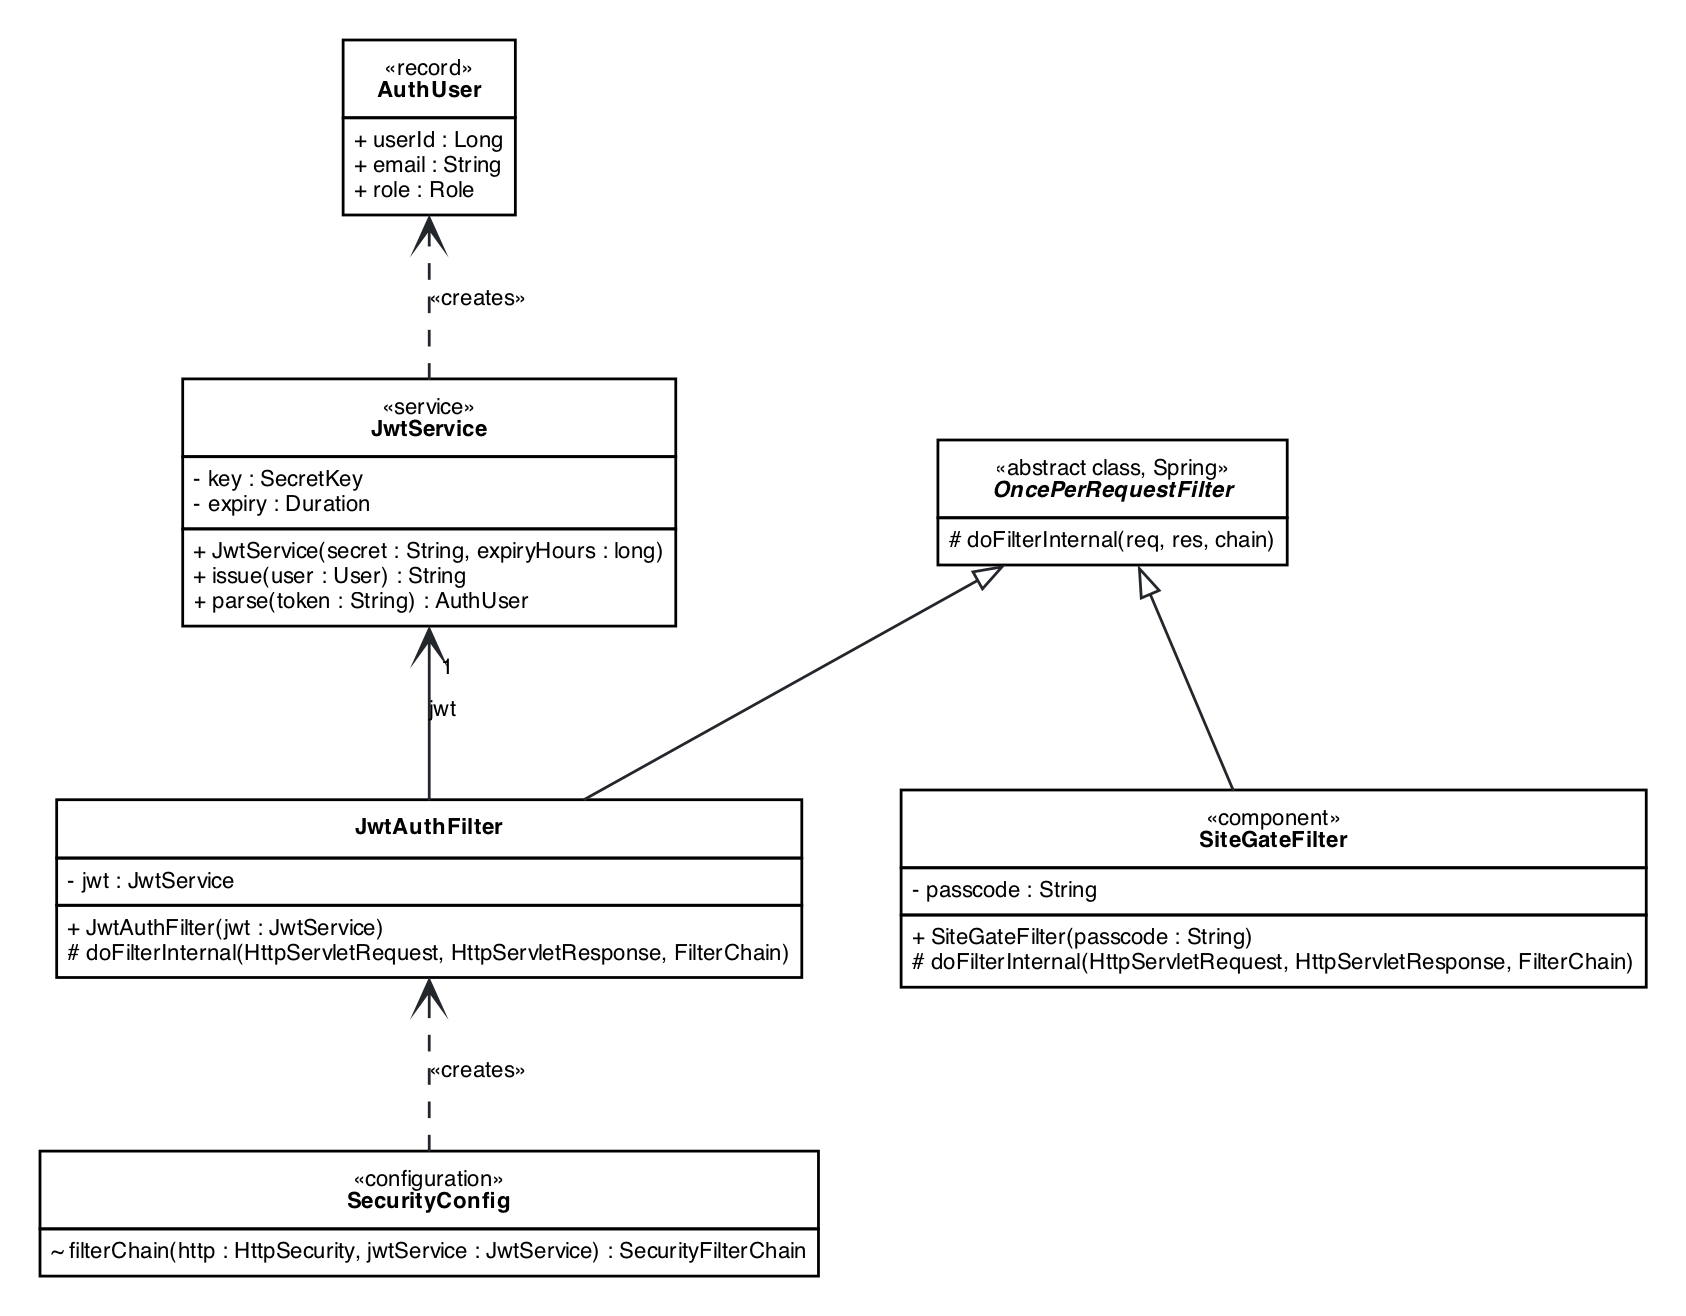 «record»
AuthUser
+ userId : Long
+ email : String
+ role : Role
«creates»
«service»
JwtService
- key : SecretKey
- expiry : Duration
+ JwtService(secret : String, expiryHours : long)
+ issue(user : User) : String
+ parse(token : String) : AuthUser
«abstract class, Spring»
OncePerRequestFilter
# doFilterInternal(req, res, chain)
1
jwt
JwtAuthFilter
- jwt : JwtService
+ JwtAuthFilter(jwt : JwtService)
# doFilterInternal(HttpServletRequest, HttpServletResponse, FilterChain)
«component»
SiteGateFilter
- passcode : String
+ SiteGateFilter(passcode : String)
# doFilterInternal(HttpServletRequest, HttpServletResponse, FilterChain)
«creates»
«configuration»
SecurityConfig
~ filterChain(http : HttpSecurity, jwtService : JwtService) : SecurityFilterChain